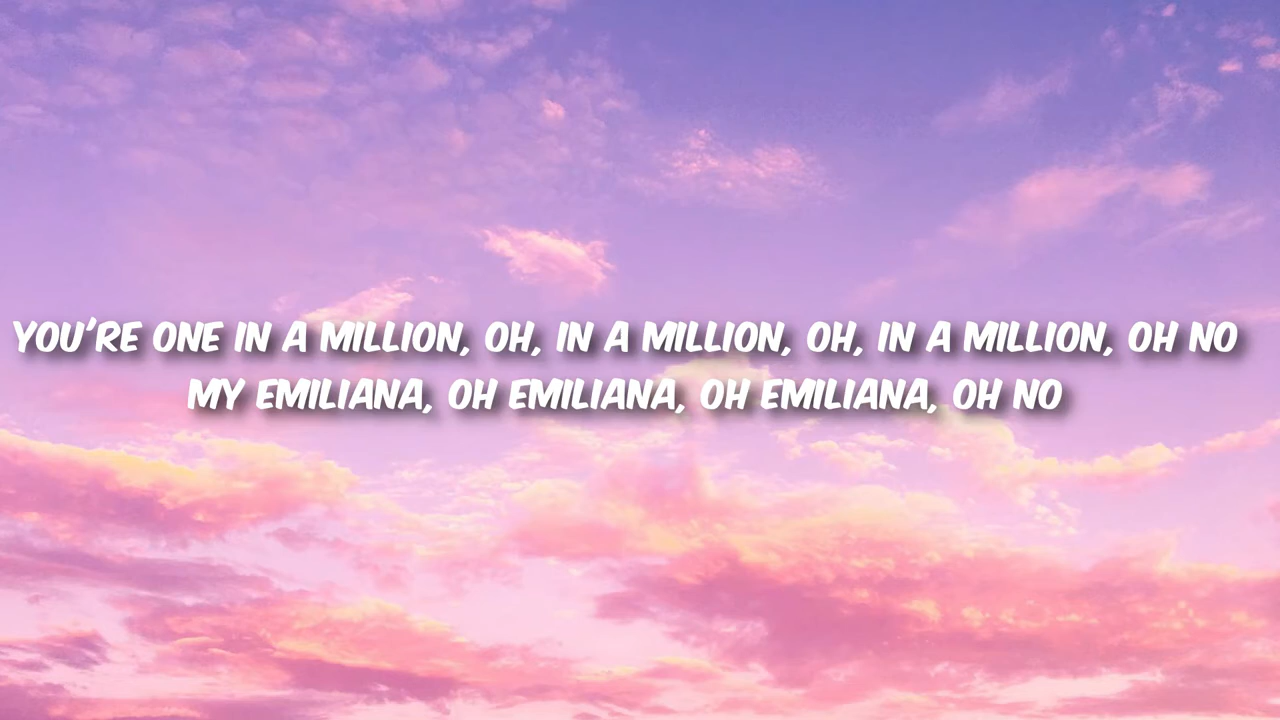 YOU'RE ONE IN A MILLION, OH, IN A MILLION, OH, IN A MILLION, OH NO
MY EMILIANA, OH EMILIANA, OH EMILIANA, OH NO